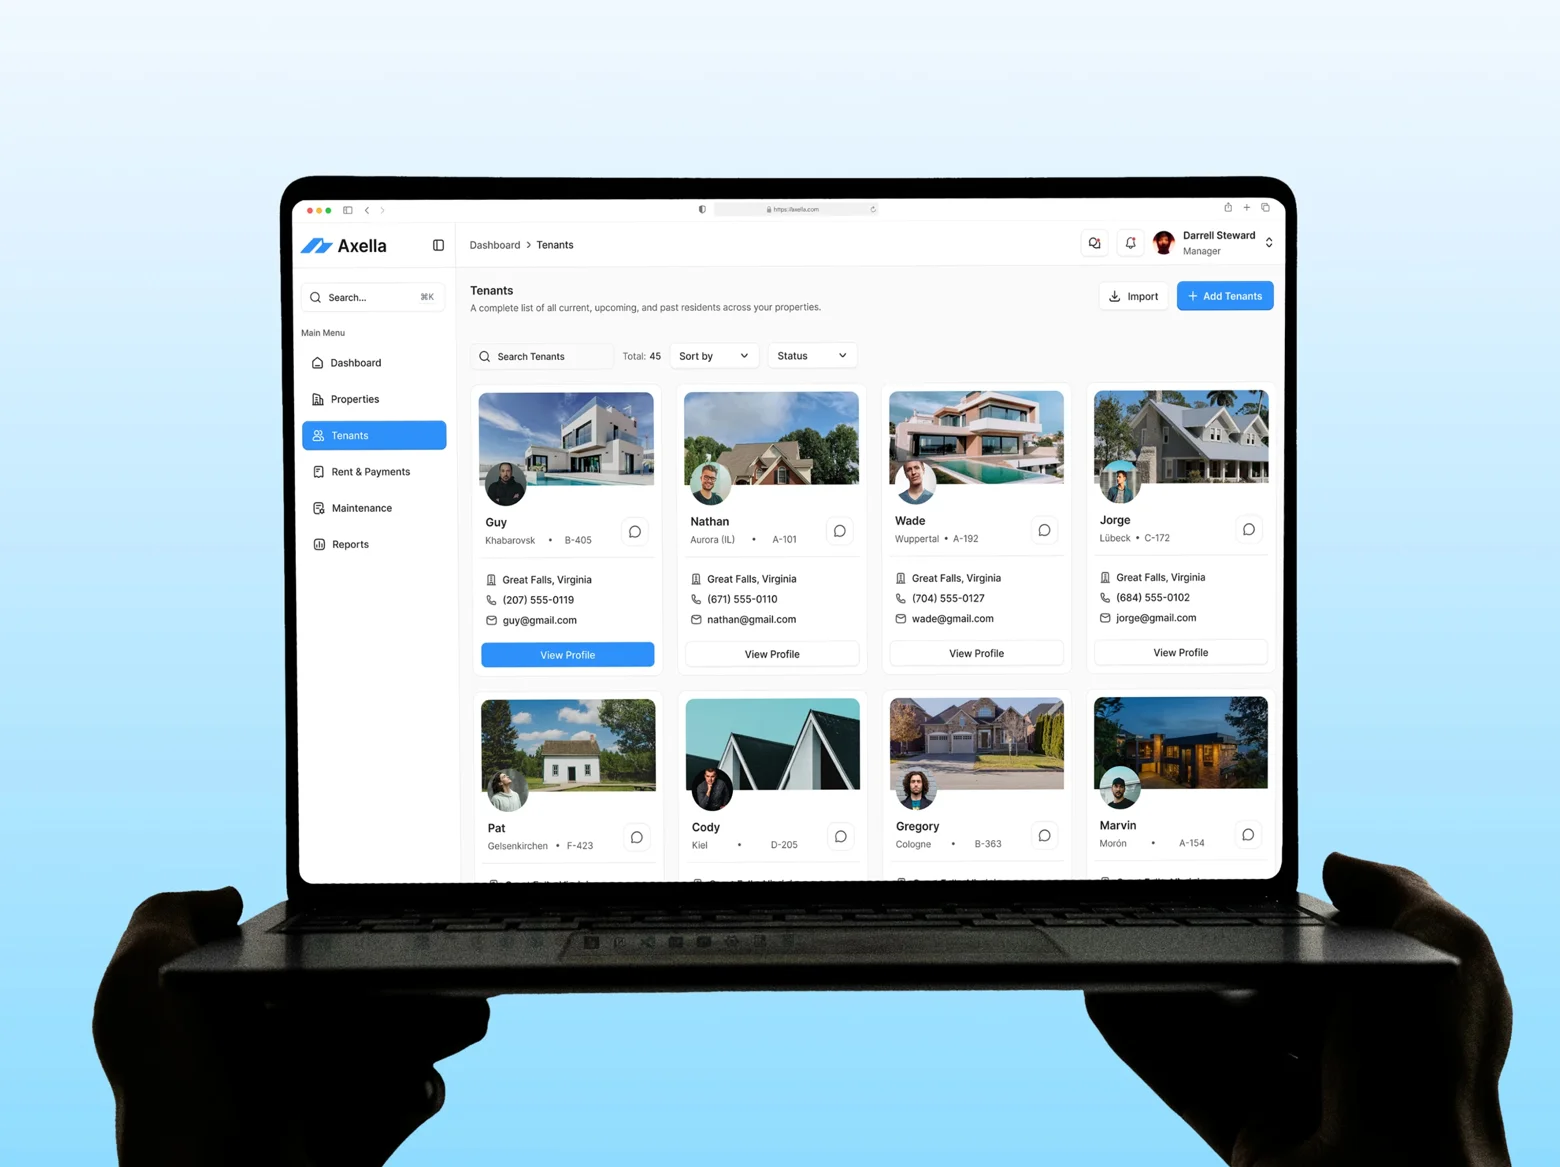 https://axella.com
Axella
Dashboard > Tenants
Darrell Steward
Manager
Search...
⌘K
Main Menu
Dashboard
Properties
Tenants
Rent & Payments
Maintenance
Reports
Tenants
A complete list of all current, upcoming, and past residents across your properties.
Import
+ Add Tenants
Search Tenants
Total: 45
Sort by
Status
Guy
Khabarovsk • B-405
Great Falls, Virginia
(207) 555-0119
guy@gmail.com
View Profile
Nathan
Aurora (IL) • A-101
Great Falls, Virginia
(671) 555-0110
nathan@gmail.com
View Profile
Wade
Wuppertal • A-192
Great Falls, Virginia
(704) 555-0127
wade@gmail.com
View Profile
Jorge
Lübeck • C-172
Great Falls, Virginia
(684) 555-0102
jorge@gmail.com
View Profile
Pat
Gelsenkirchen • F-423
Cody
Kiel • D-205
Gregory
Cologne • B-363
Marvin
Morón • A-154